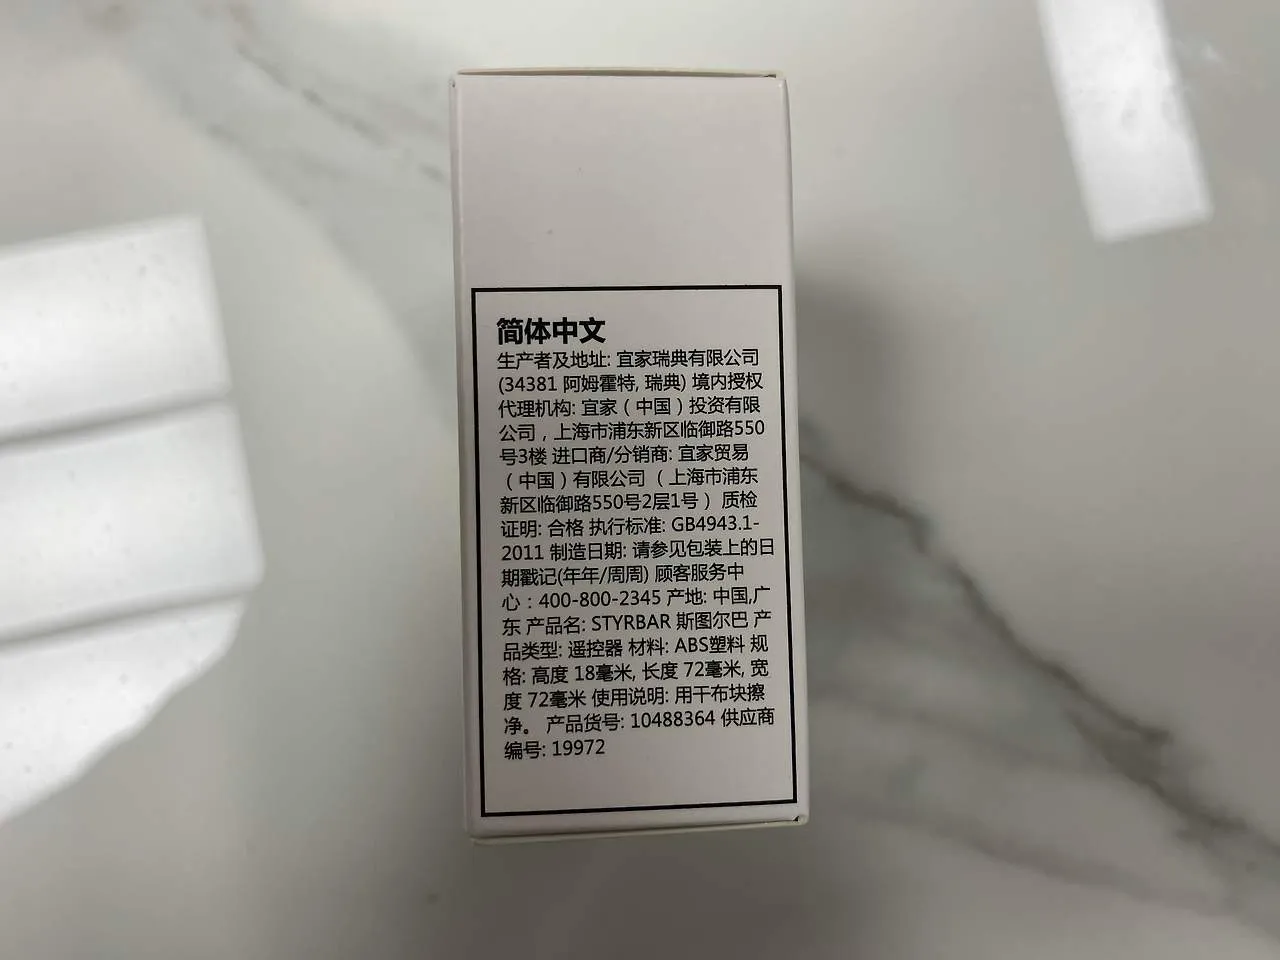 简体中文
生产者及地址: 宜家瑞典有限公司
(34381 阿姆霍特, 瑞典) 境内授权
代理机构: 宜家（中国）投资有限
公司，上海市浦东新区临御路550
号3楼 进口商/分销商: 宜家贸易
（中国）有限公司（上海市浦东
新区临御路550号2层1号） 质检
证明: 合格 执行标准: GB4943.1-
2011 制造日期: 请参见包装上的日
期戳记(年年/周周) 顾客服务中
心：400-800-2345 产地: 中国,广
东 产品名: STYRBAR 斯图尔巴 产
品类型: 遥控器 材料: ABS塑料 规
格: 高度 18毫米, 长度 72毫米, 宽
度 72毫米 使用说明: 用干布块擦
净。 产品货号: 10488364 供应商
编号: 19972